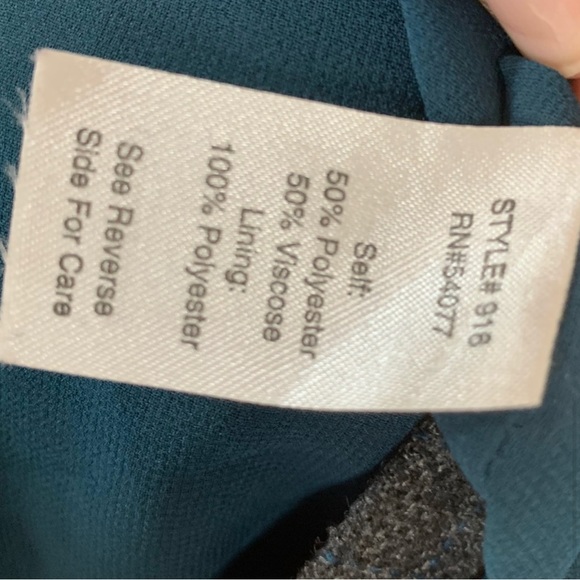 STYLE# 916
RN#54077
Self:
50% Polyester
50% Viscose
Lining:
100% Polyester
See Reverse
Side For Care